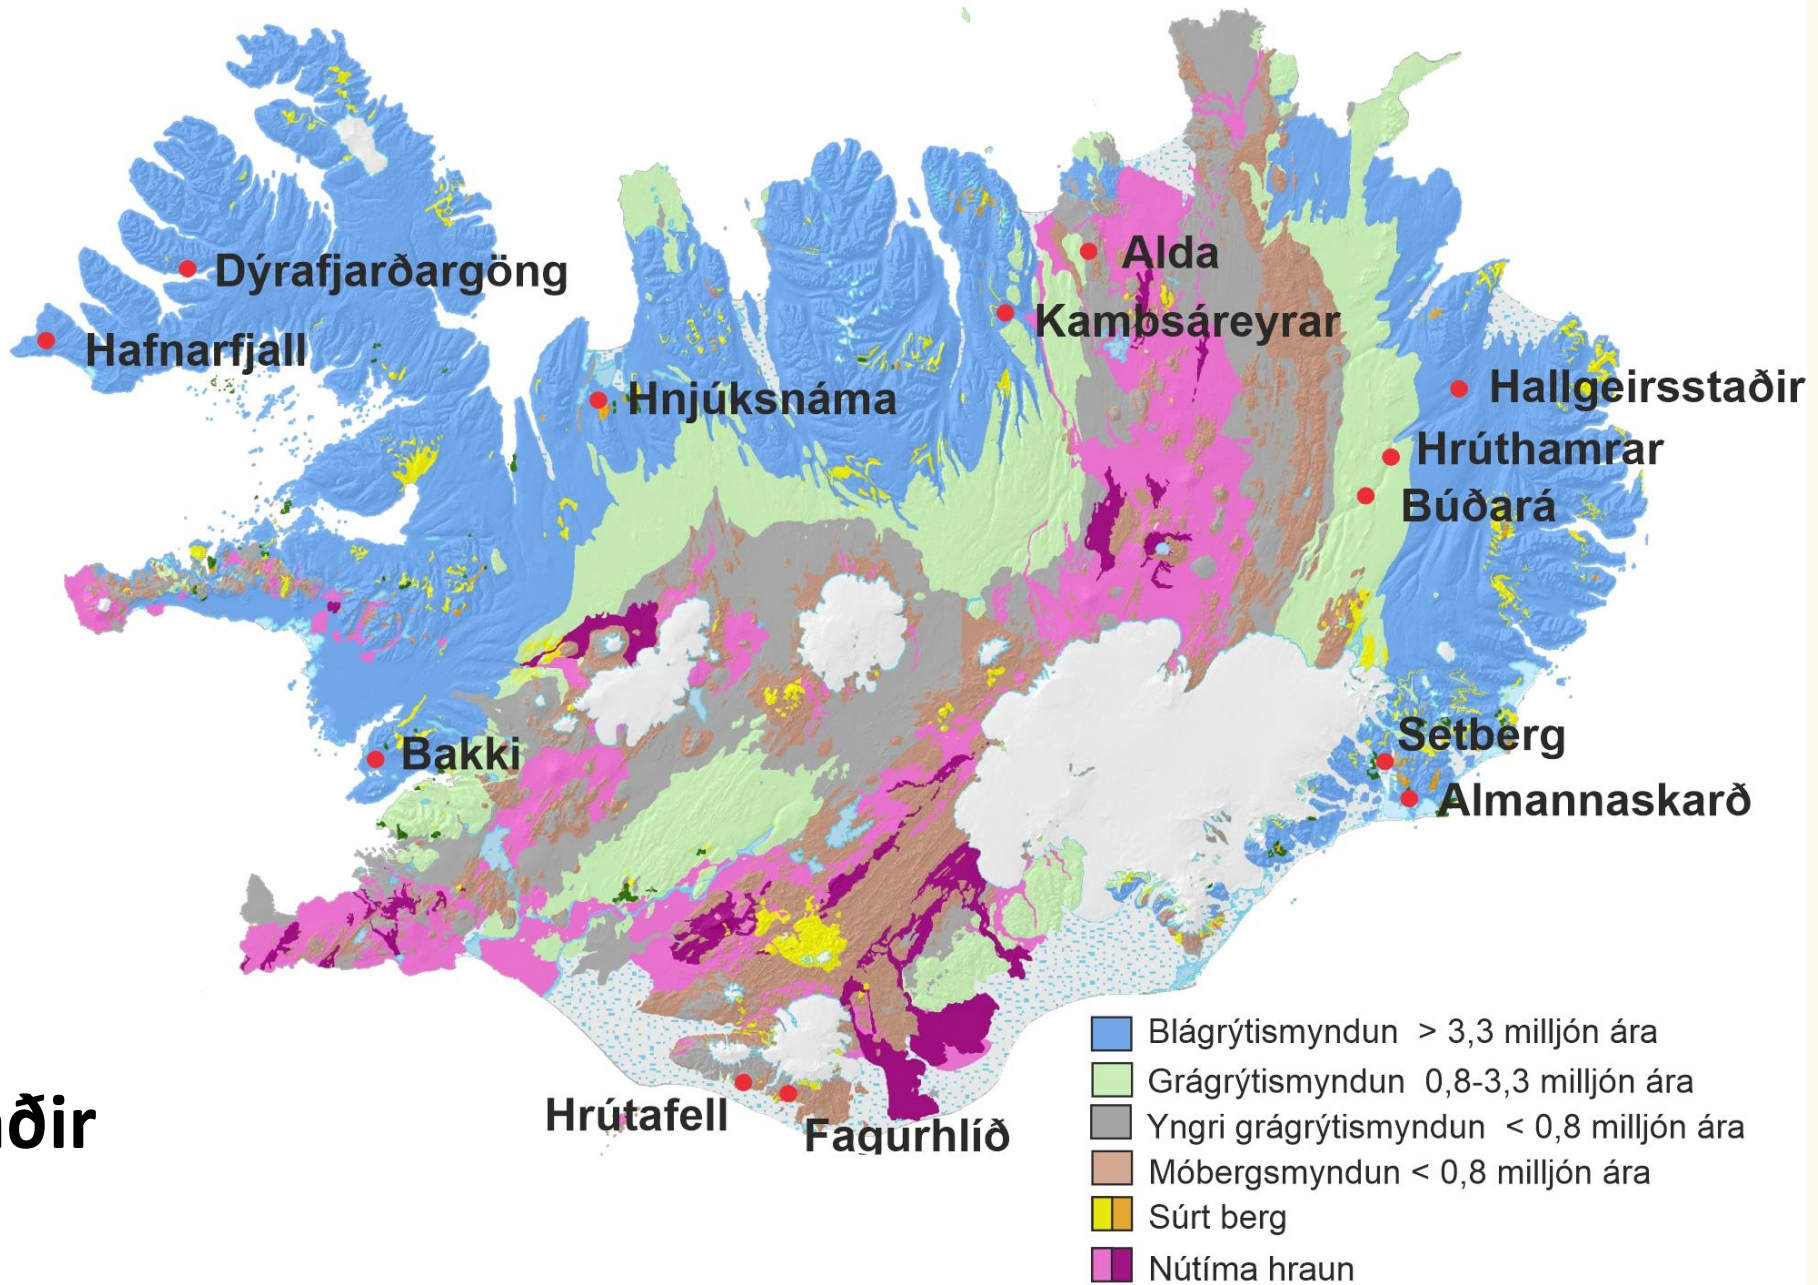 Alda
Dýrafjarðargöng
Kambsáreyrar
Hafnarfjall
Hallgeirsstaðir
Hnjúksnáma
Hrúthamrar
Búðará
Setberg
Bakki
Almannaskarð
Hrútafell
Fagurhlíð
ðir
Blágrýtismyndun > 3,3 milljón ára
Grágrýtismyndun 0,8-3,3 milljón ára
Yngri grágrýtismyndun < 0,8 milljón ára
Móbergsmyndun < 0,8 milljón ára
Súrt berg
Nútíma hraun